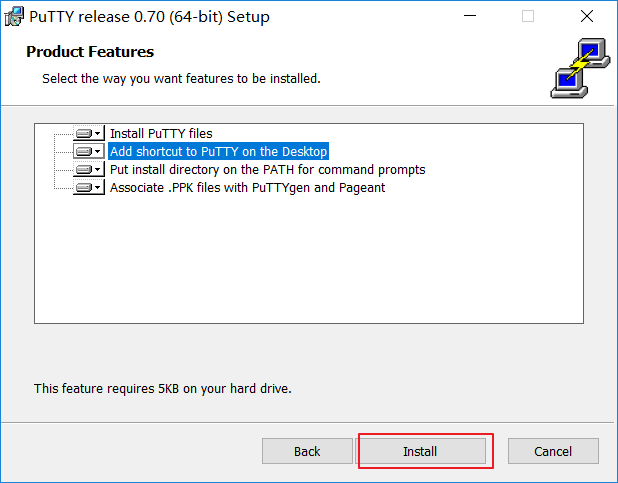 PuTTY release 0.70 (64-bit) Setup
Product Features
Select the way you want features to be installed.
Install PuTTY files
Add shortcut to PuTTY on the Desktop
Put install directory on the PATH for command prompts
Associate .PPK files with PuTTYgen and Pageant
This feature requires 5KB on your hard drive.
Back Install Cancel